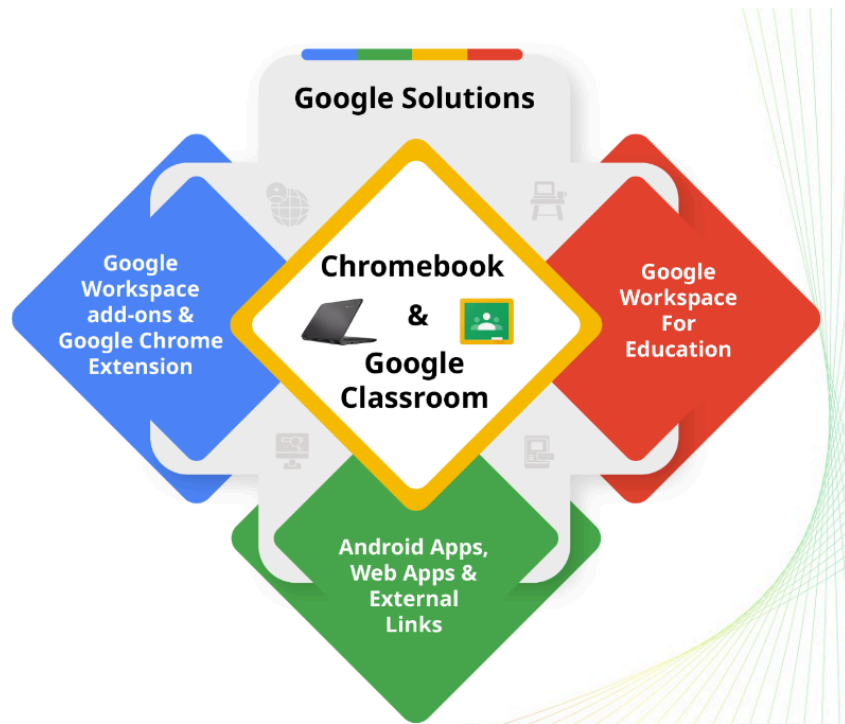 Google Solutions
Google
Workspace
add-ons &
Google Chrome
Extension
Chromebook
&
Google
Classroom
Google
Workspace
For
Education
Android Apps,
Web Apps &
External
Links